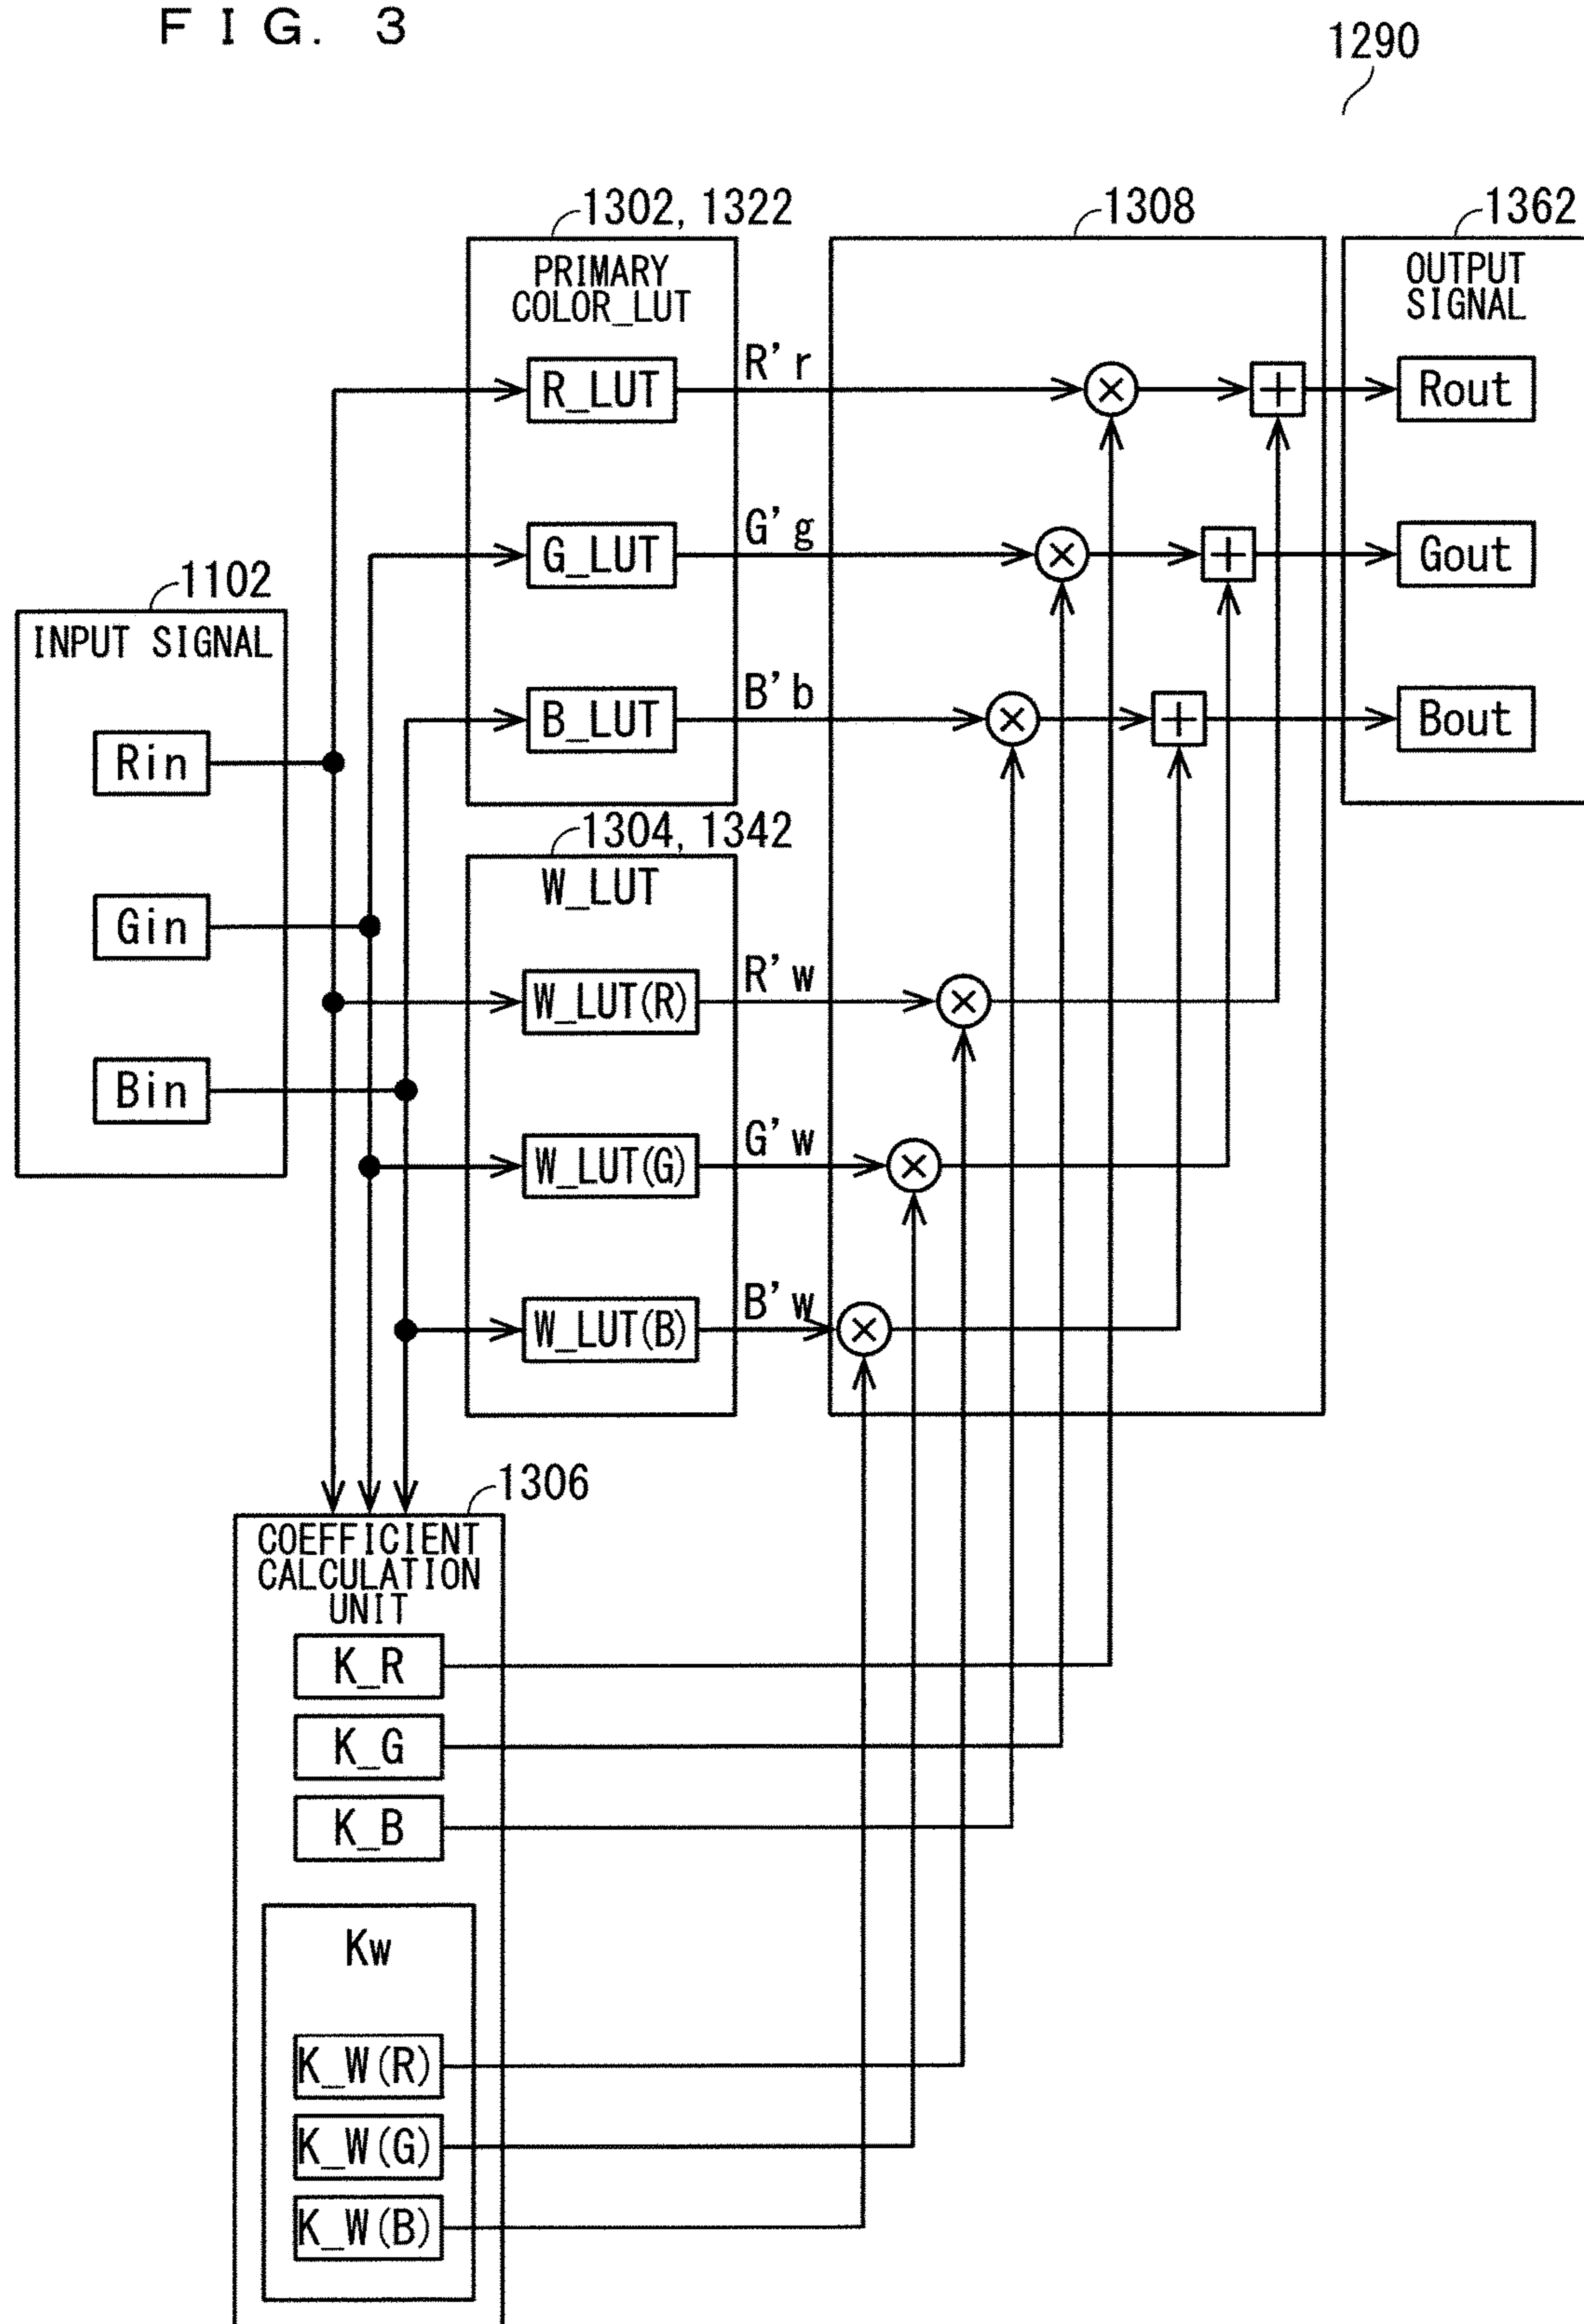 FIG. 3
1290
1302, 1322
1308
1362
PRIMARY
COLOR_LUT
OUTPUT
SIGNAL
R_LUT
R'r
Rout
G_LUT
G'g
Gout
1102
INPUT SIGNAL
B_LUT
B'b
Bout
Rin
1304, 1342
W_LUT
Gin
W_LUT(R)
R'w
Bin
W_LUT(G)
G'w
W_LUT(B)
B'w
1306
COEFFICIENT
CALCULATION
UNIT
K_R
K_G
K_B
Kw
K_W(R)
K_W(G)
K_W(B)